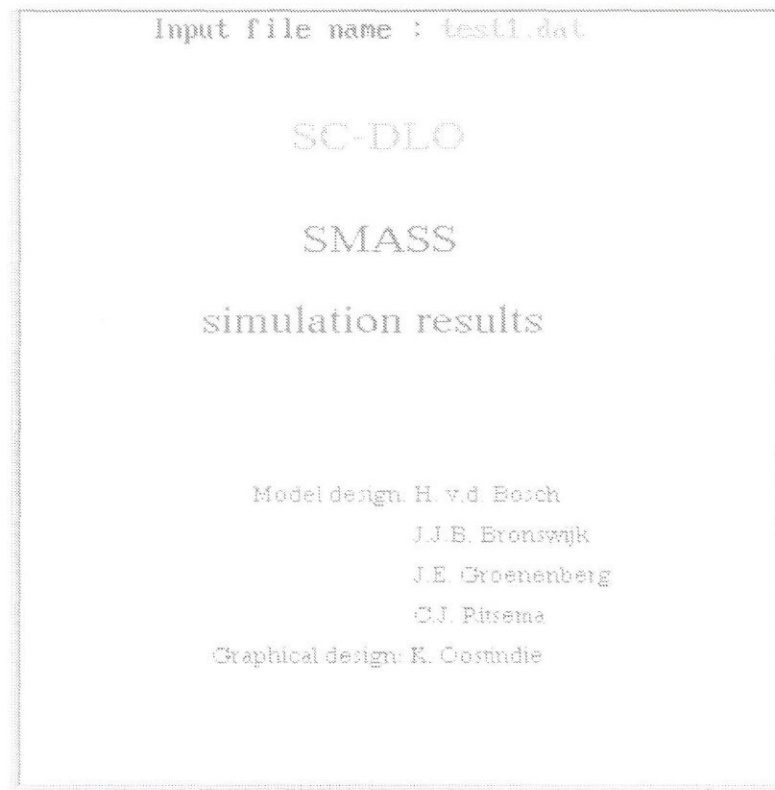 Input file name : test1.dat
SC-DLO
SMASS
simulation results
Model design: H. v.d. Bosch
J.J.B. Bronswijk
J.E. Groenenberg
C.J. Ritsema
Graphical design: K. Oostindie